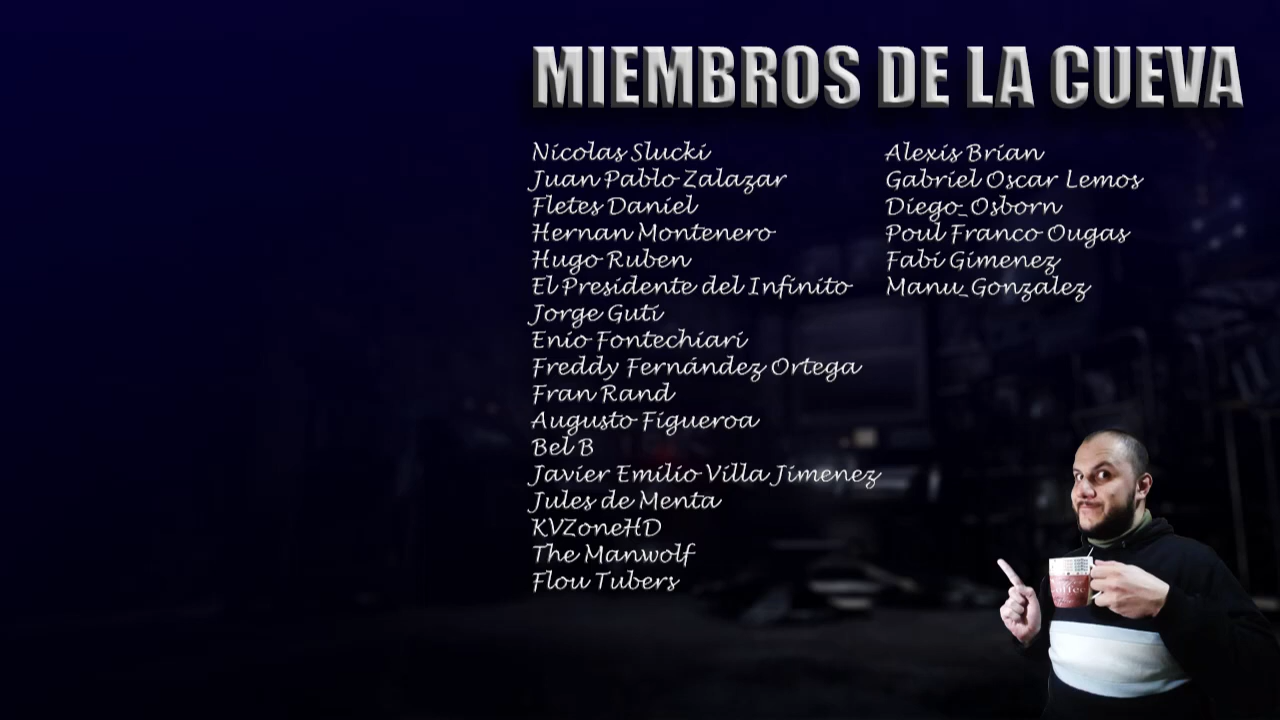 MIEMBROS DE LA CUEVA
Nicolas Slucki
Juan Pablo Zalazar
Fletes Daniel
Hernan Montenero
Hugo Ruben
El Presidente del Infinito
Jorge Guti
Enio Fontechiari
Freddy Fernández Ortega
Fran Rand
Augusto Figueroa
Bel B
Javier Emilio Villa Jimenez
Jules de Menta
KVZoneHD
The Manwolf
Flou Tubers
Alexis Brian
Gabriel Oscar Lemos
Diego_Osborn
Poul Franco Ougas
Fabi Gimenez
Manu_Gonzalez
Coffee